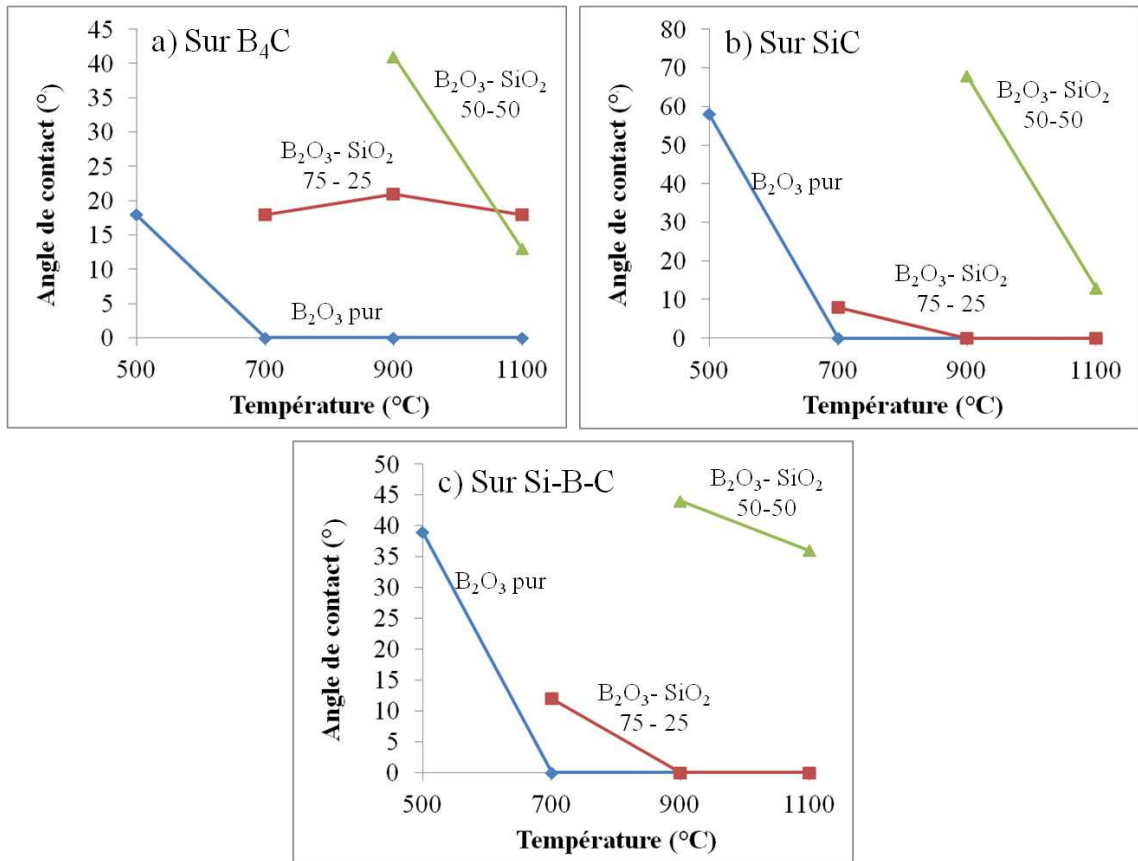 a) Sur B₄C
Angle de contact (°)
45
40
35
30
25
20
15
10
5
0
B₂O₃- SiO₂
50-50
B₂O₃- SiO₂
75 - 25
B₂O₃ pur
500
700
900
1100
Température (°C)
b) Sur SiC
Angle de contact (°)
80
70
60
50
40
30
20
10
0
B₂O₃- SiO₂
50-50
B₂O₃ pur
B₂O₃- SiO₂
75 - 25
500
700
900
1100
Température (°C)
c) Sur Si-B-C
Angle de contact (°)
50
45
40
35
30
25
20
15
10
5
0
B₂O₃- SiO₂
50-50
B₂O₃ pur
B₂O₃- SiO₂
75 - 25
500
700
900
1100
Température (°C)